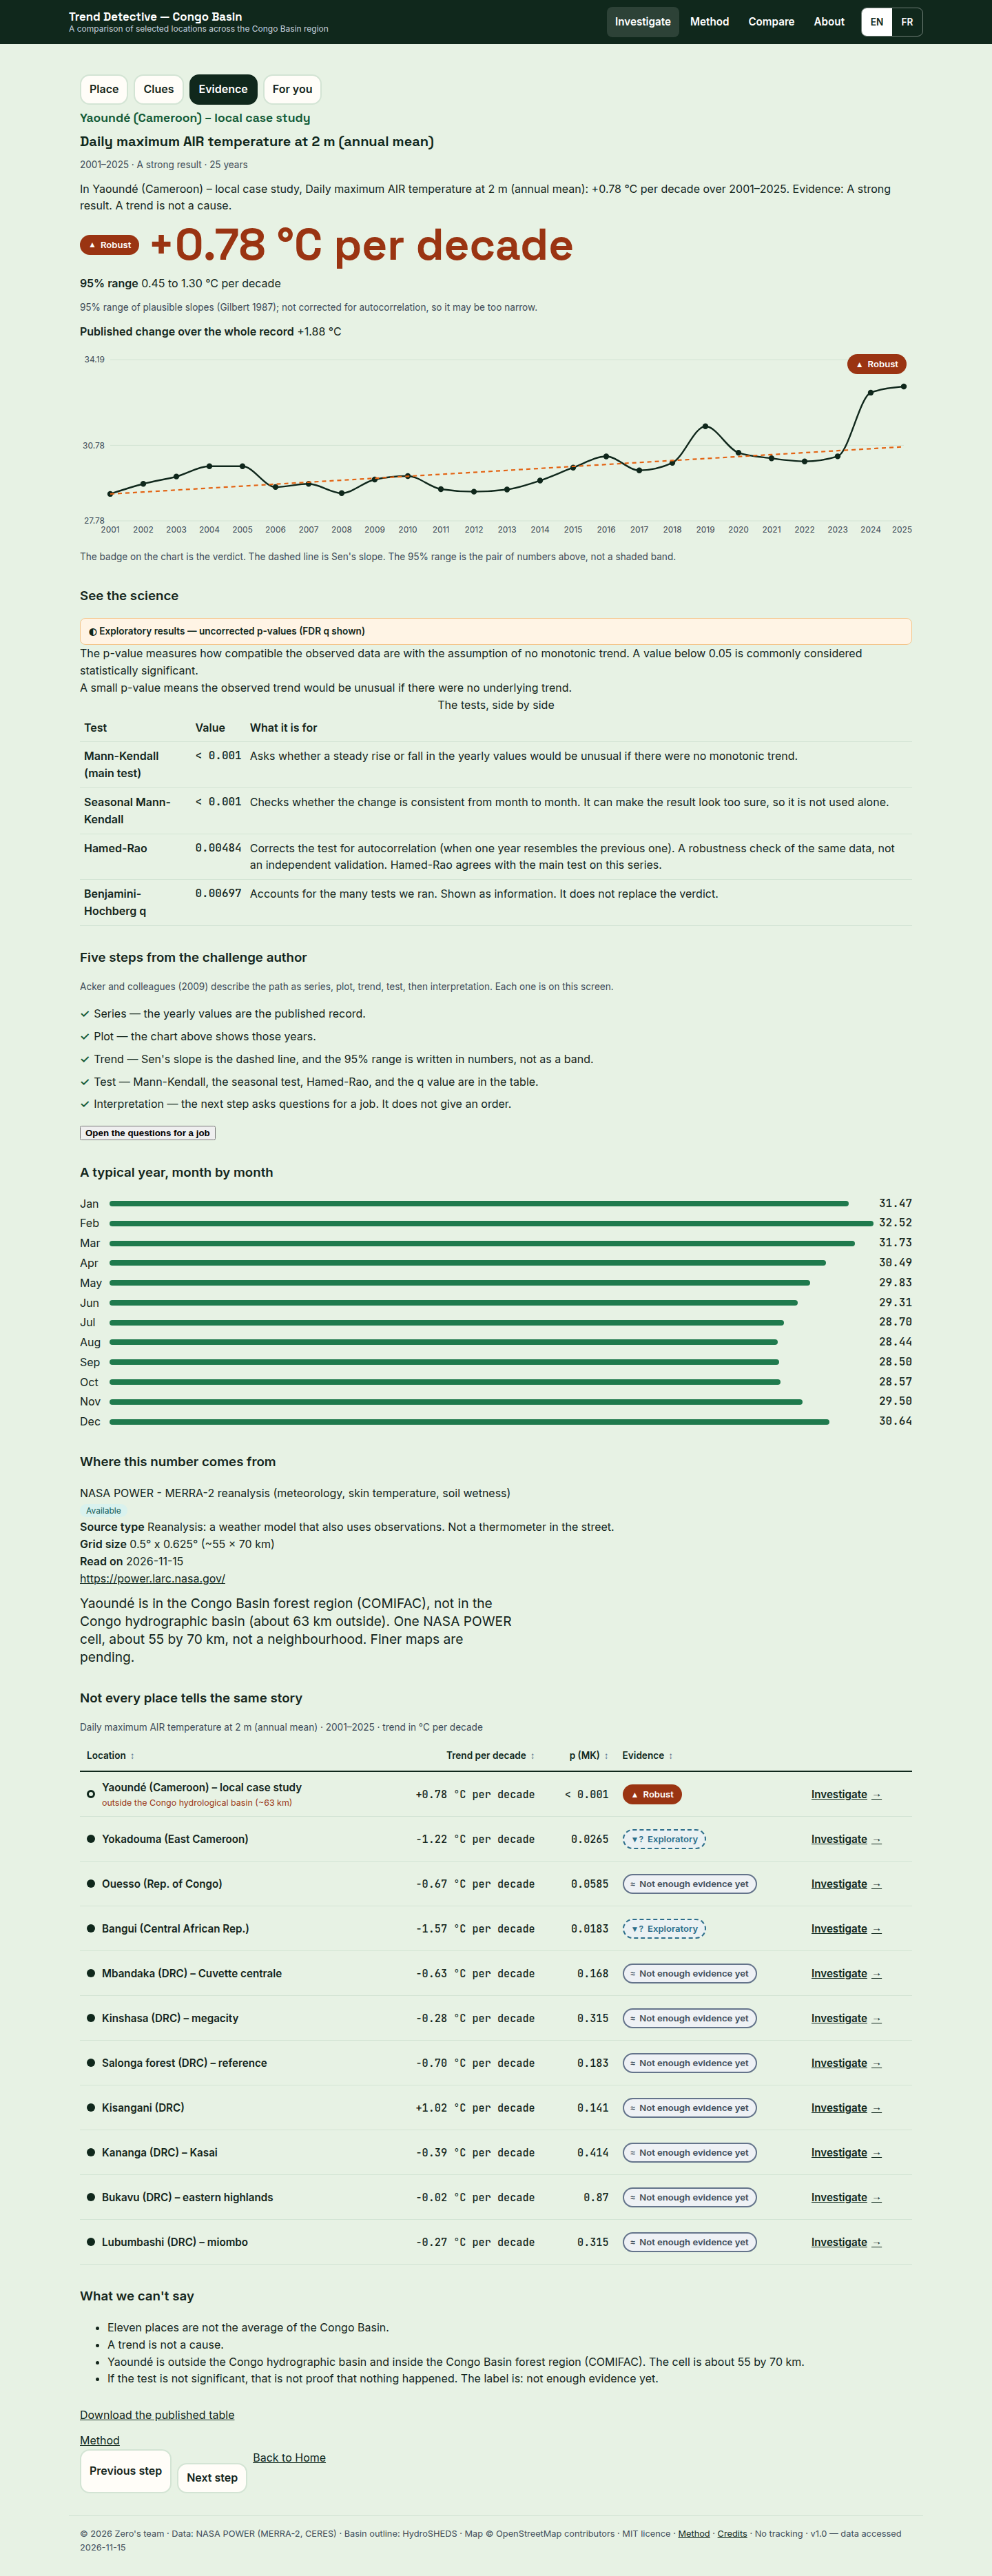 Trend Detective — Congo Basin
A comparison of selected locations across the Congo Basin region
Investigate Method Compare About EN FR
Place Clues Evidence For you
Yaoundé (Cameroon) – local case study
Daily maximum AIR temperature at 2 m (annual mean)
2001–2025 · A strong result · 25 years
In Yaoundé (Cameroon) – local case study, Daily maximum AIR temperature at 2 m (annual mean): +0.78 °C per decade over 2001–2025. Evidence: A strong
result. A trend is not a cause.
▲ Robust +0.78 °C per decade
95% range 0.45 to 1.30 °C per decade
95% range of plausible slopes (Gilbert 1987); not corrected for autocorrelation, so it may be too narrow.
Published change over the whole record +1.88 °C
34.19
▲ Robust
30.78
27.78
2001 2002 2003 2004 2005 2006 2007 2008 2009 2010 2011 2012 2013 2014 2015 2016 2017 2018 2019 2020 2021 2022 2023 2024 2025
The badge on the chart is the verdict. The dashed line is Sen's slope. The 95% range is the pair of numbers above, not a shaded band.
See the science
◐ Exploratory results — uncorrected p-values (FDR q shown)
The p-value measures how compatible the observed data are with the assumption of no monotonic trend. A value below 0.05 is commonly considered
statistically significant.
A small p-value means the observed trend would be unusual if there were no underlying trend.
The tests, side by side
Test Value What it is for
Mann-Kendall < 0.001 Asks whether a steady rise or fall in the yearly values would be unusual if there were no monotonic trend.
(main test)
Seasonal Mann- < 0.001 Checks whether the change is consistent from month to month. It can make the result look too sure, so it is not used alone.
Kendall
Hamed-Rao 0.00484 Corrects the test for autocorrelation (when one year resembles the previous one). A robustness check of the same data, not
an independent validation. Hamed-Rao agrees with the main test on this series.
Benjamini- 0.00697 Accounts for the many tests we ran. Shown as information. It does not replace the verdict.
Hochberg q
Five steps from the challenge author
Acker and colleagues (2009) describe the path as series, plot, trend, test, then interpretation. Each one is on this screen.
✓ Series — the yearly values are the published record.
✓ Plot — the chart above shows those years.
✓ Trend — Sen's slope is the dashed line, and the 95% range is written in numbers, not as a band.
✓ Test — Mann-Kendall, the seasonal test, Hamed-Rao, and the q value are in the table.
✓ Interpretation — the next step asks questions for a job. It does not give an order.
Open the questions for a job
A typical year, month by month
Jan 31.47
Feb 32.52
Mar 31.73
Apr 30.49
May 29.83
Jun 29.31
Jul 28.70
Aug 28.44
Sep 28.50
Oct 28.57
Nov 29.50
Dec 30.64
Where this number comes from
NASA POWER - MERRA-2 reanalysis (meteorology, skin temperature, soil wetness)
Available
Source type Reanalysis: a weather model that also uses observations. Not a thermometer in the street.
Grid size 0.5° x 0.625° (~55 × 70 km)
Read on 2026-11-15
https://power.larc.nasa.gov/
Yaoundé is in the Congo Basin forest region (COMIFAC), not in the
Congo hydrographic basin (about 63 km outside). One NASA POWER
cell, about 55 by 70 km, not a neighbourhood. Finer maps are
pending.
Not every place tells the same story
Daily maximum AIR temperature at 2 m (annual mean) · 2001–2025 · trend in °C per decade
Location ↕ Trend per decade ↕ p (MK) ↕ Evidence ↕
Yaoundé (Cameroon) – local case study +0.78 °C per decade < 0.001 ▲ Robust Investigate →
outside the Congo hydrological basin (~63 km)
Yokadouma (East Cameroon) -1.22 °C per decade 0.0265 ▼? Exploratory Investigate →
Ouesso (Rep. of Congo) -0.67 °C per decade 0.0585 ≈ Not enough evidence yet Investigate →
Bangui (Central African Rep.) -1.57 °C per decade 0.0183 ▼? Exploratory Investigate →
Mbandaka (DRC) – Cuvette centrale -0.63 °C per decade 0.168 ≈ Not enough evidence yet Investigate →
Kinshasa (DRC) – megacity -0.28 °C per decade 0.315 ≈ Not enough evidence yet Investigate →
Salonga forest (DRC) – reference -0.70 °C per decade 0.183 ≈ Not enough evidence yet Investigate →
Kisangani (DRC) +1.02 °C per decade 0.141 ≈ Not enough evidence yet Investigate →
Kananga (DRC) – Kasai -0.39 °C per decade 0.414 ≈ Not enough evidence yet Investigate →
Bukavu (DRC) – eastern highlands -0.02 °C per decade 0.87 ≈ Not enough evidence yet Investigate →
Lubumbashi (DRC) – miombo -0.27 °C per decade 0.315 ≈ Not enough evidence yet Investigate →
What we can't say
• Eleven places are not the average of the Congo Basin.
• A trend is not a cause.
• Yaoundé is outside the Congo hydrographic basin and inside the Congo Basin forest region (COMIFAC). The cell is about 55 by 70 km.
• If the test is not significant, that is not proof that nothing happened. The label is: not enough evidence yet.
Download the published table
Method
Previous step Next step Back to Home
© 2026 Zero's team · Data: NASA POWER (MERRA-2, CERES) · Basin outline: HydroSHEDS · Map © OpenStreetMap contributors · MIT licence · Method · Credits · No tracking · v1.0 — data accessed
2026-11-15